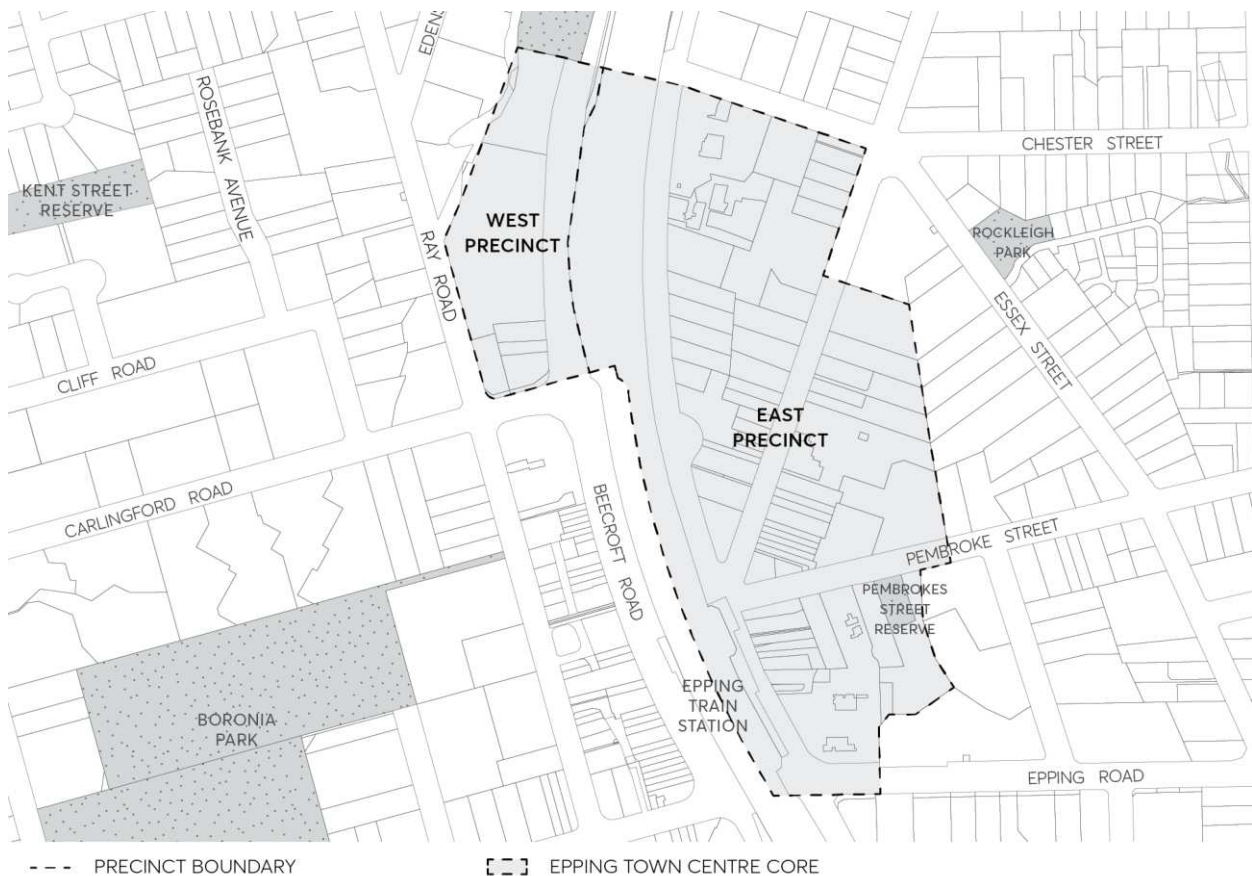 EDENS
ROSEBANK
AVENUE
CHESTER STREET
KENT STREET
RESERVE
WEST
PRECINCT
ROCKLEIGH
PARK
RAY ROAD
ESSEX STREET
CLIFF ROAD
EAST
PRECINCT
CARLINGFORD ROAD
BEECROFT ROAD
PEMBROKE STREET
PEMBROKES
STREET
RESERVE
EPPING
TRAIN
STATION
BORONIA
PARK
EPPING ROAD
PRECINCT BOUNDARY
EPPING TOWN CENTRE CORE